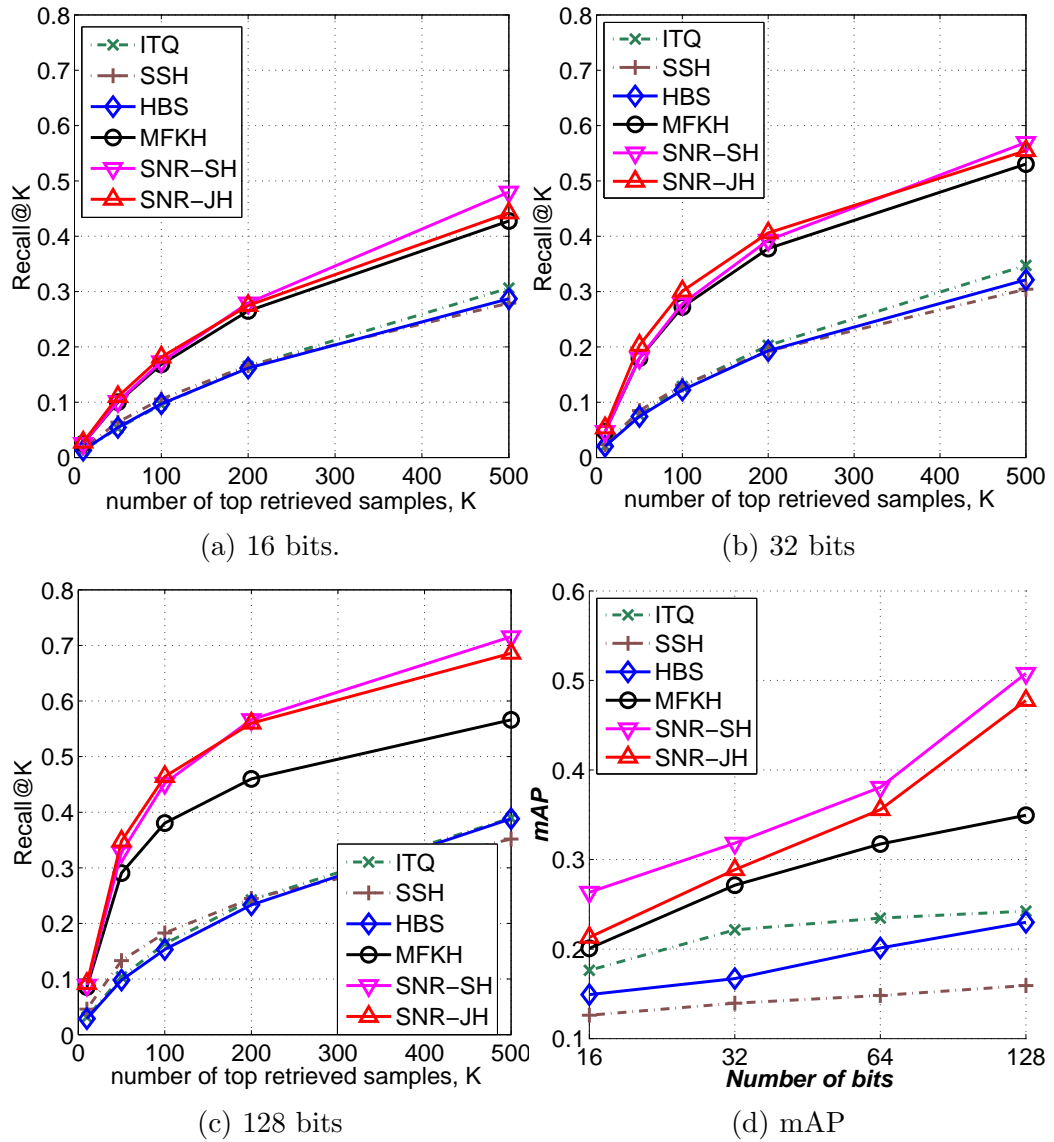 0.8
0.7
0.6
0.5
0.4
0.3
0.2
0.1
0
Recall@K
ITQ
SSH
HBS
MFKH
SNR-SH
SNR-JH
0 100 200 300 400 500
number of top retrieved samples, K
(a) 16 bits.
0.8
0.7
0.6
0.5
0.4
0.3
0.2
0.1
0
Recall@K
ITQ
SSH
HBS
MFKH
SNR-SH
SNR-JH
0 100 200 300 400 500
number of top retrieved samples, K
(b) 32 bits
0.8
0.7
0.6
0.5
0.4
0.3
0.2
0.1
0
Recall@K
ITQ
SSH
HBS
MFKH
SNR-SH
SNR-JH
0 100 200 300 400 500
number of top retrieved samples, K
(c) 128 bits
0.6
0.5
0.4
0.3
0.2
0.1
mAP
ITQ
SSH
HBS
MFKH
SNR-SH
SNR-JH
16 32 64 128
Number of bits
(d) mAP